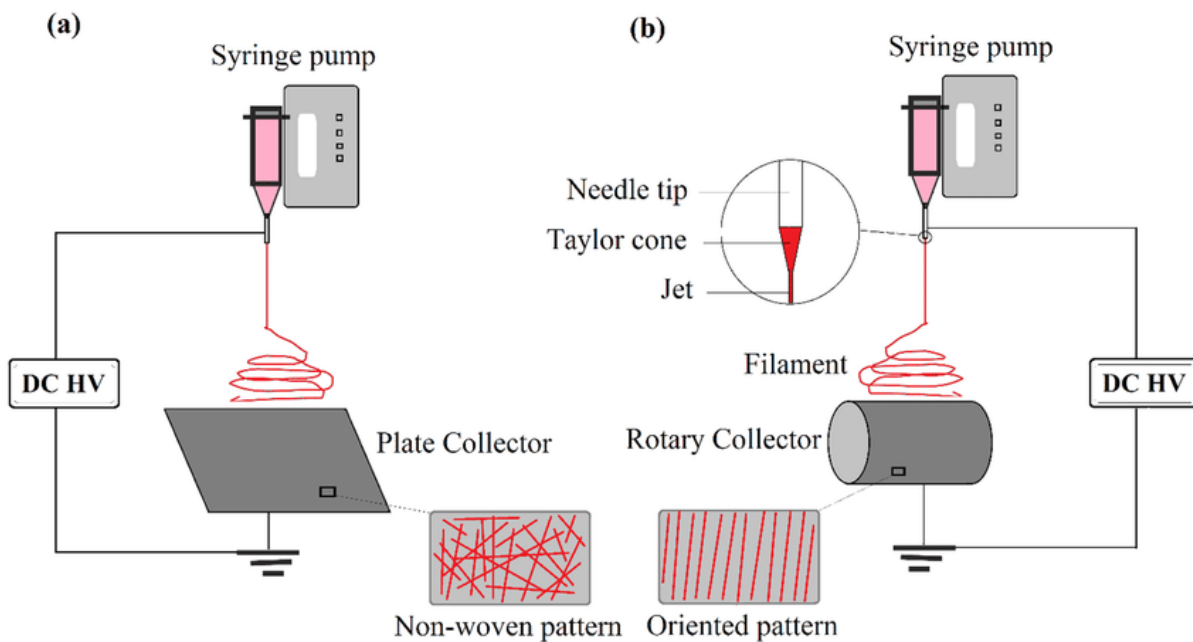 (a)
Syringe pump
DC HV
Plate Collector
Non-woven pattern
(b)
Syringe pump
Needle tip
Taylor cone
Jet
Filament
DC HV
Rotary Collector
Oriented pattern